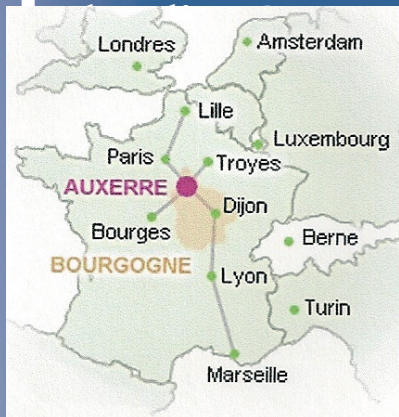 Londres
Amsterdam
Lille
Luxembourg
Paris
Troyes
AUXERRE
Dijon
Bourges
Berne
BOURGOGNE
Lyon
Turin
Marseille